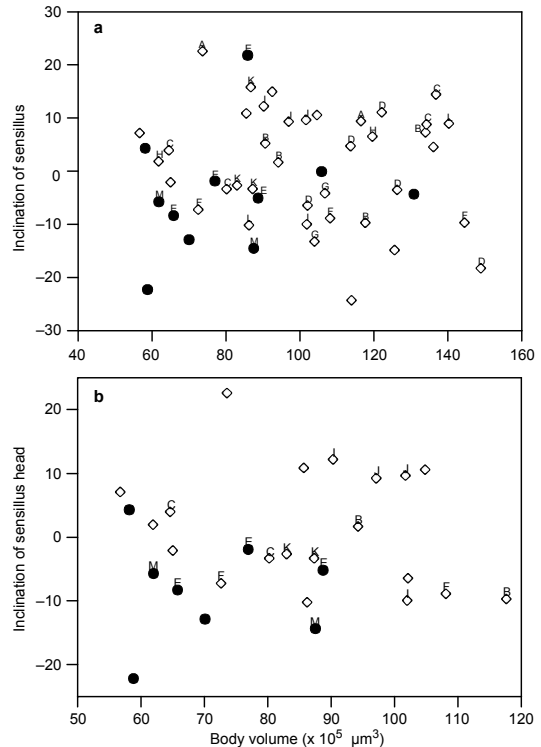 a
30
20
10
0
−10
−20
−30
Inclination of sensillus
A
K
C
I
D
J
A
C
L
H
B
B
C
H
D
B
K
C
K
D
G
D
M
B
I
G
M
D
40
60
80
100
120
140
160
b
20
10
0
−10
−20
Inclination of sensillus head
I
J
J
C
B
C
K
K
M
I
B
M
50
60
70
80
90
100
110
120
Body volume (x 10⁵ µm³)